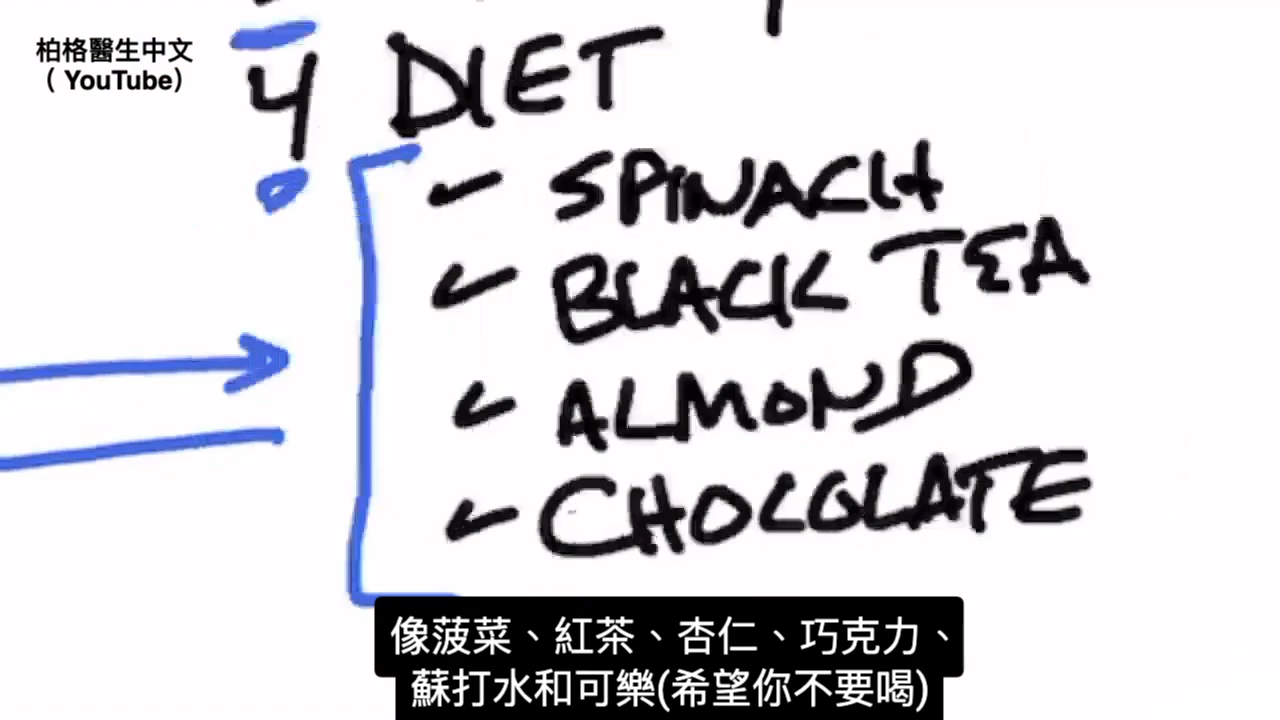 柏格醫生中文
（YouTube）
4 DIET
SPINACH
BLACK TEA
ALMOND
CHOCOLATE
像菠菜、紅茶、杏仁、巧克力、
蘇打水和可樂(希望你不要喝)